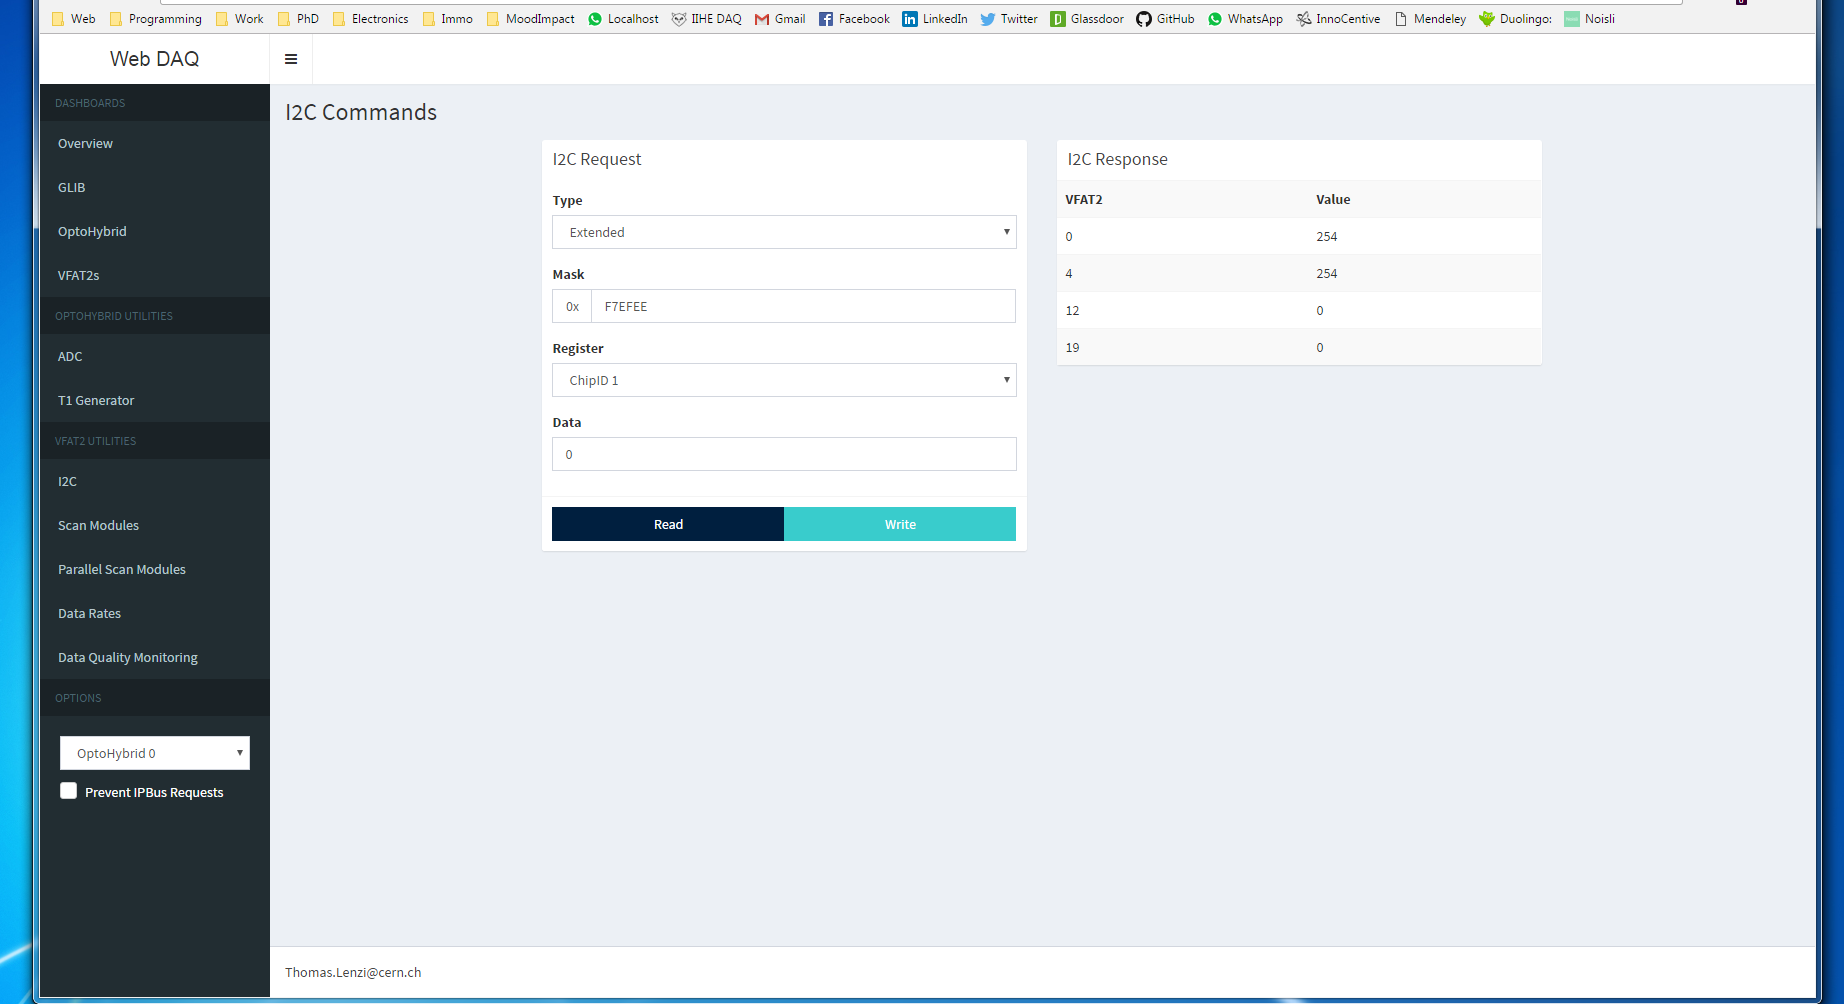 Web Programming Work PhD Electronics Immo MoodImpact Localhost IIHE DAQ Gmail Facebook LinkedIn Twitter Glassdoor GitHub WhatsApp InnoCentive Mendeley Duolingo: Noisli
Web DAQ
DASHBOARDS
Overview
GLIB
OptoHybrid
VFAT2s
OPTOHYBRID UTILITIES
ADC
T1 Generator
VFAT2 UTILITIES
I2C
Scan Modules
Parallel Scan Modules
Data Rates
Data Quality Monitoring
OPTIONS
OptoHybrid 0
Prevent IPBus Requests
I2C Commands
I2C Request
Type
Extended
Mask
0x F7EFEE
Register
ChipID 1
Data
0
Read Write
I2C Response
VFAT2 Value
0 254
4 254
12 0
19 0
Thomas.Lenzi@cern.ch